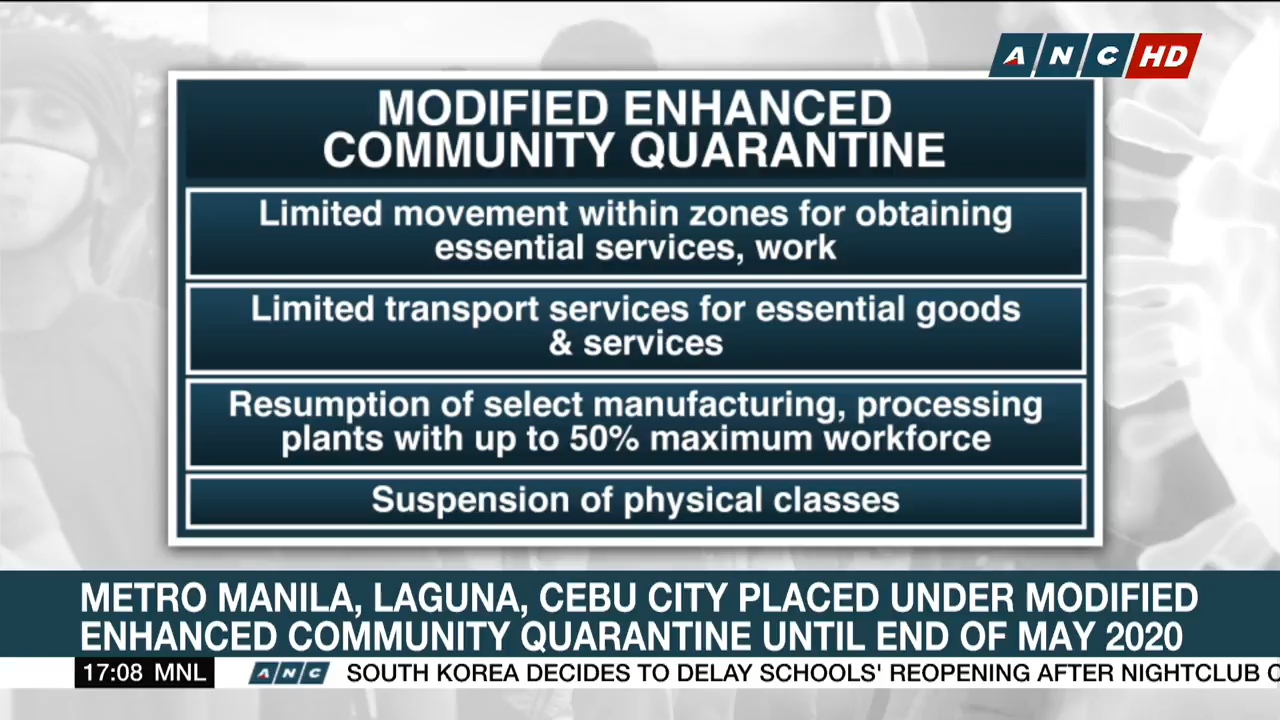 ANC HD
MODIFIED ENHANCED
COMMUNITY QUARANTINE
Limited movement within zones for obtaining
essential services, work
Limited transport services for essential goods
& services
Resumption of select manufacturing, processing
plants with up to 50% maximum workforce
Suspension of physical classes
METRO MANILA, LAGUNA, CEBU CITY PLACED UNDER MODIFIED
ENHANCED COMMUNITY QUARANTINE UNTIL END OF MAY 2020
17:08 MNL ANC SOUTH KOREA DECIDES TO DELAY SCHOOLS' REOPENING AFTER NIGHTCLUB